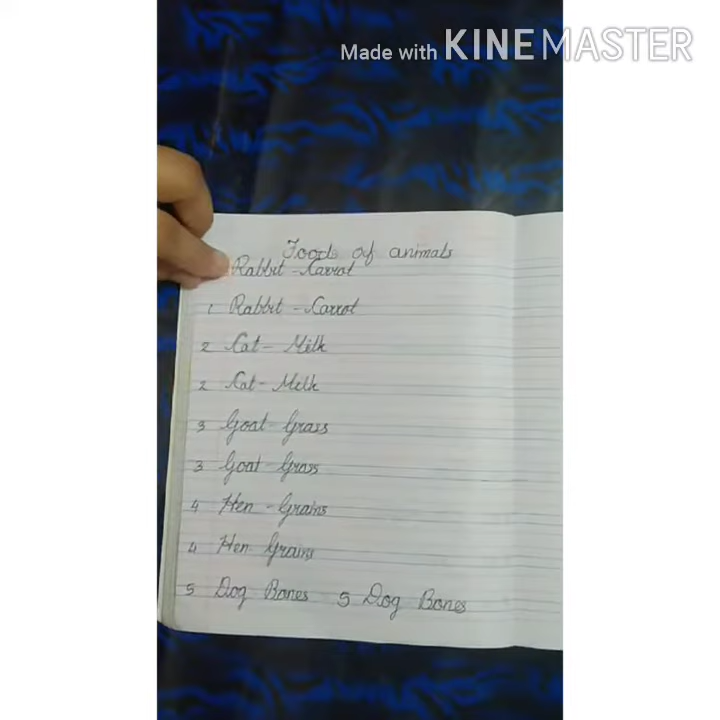 Made with KINEMASTER
Foods of animals
Rabbit - Carrot
1 Rabbit - Carrot
2 Cat - Milk
2 Cat - Milk
3 Goat - Grass
3 Goat - Grass
4 Hen - Grains
4 Hen Grains
5 Dog Bones 5 Dog Bones